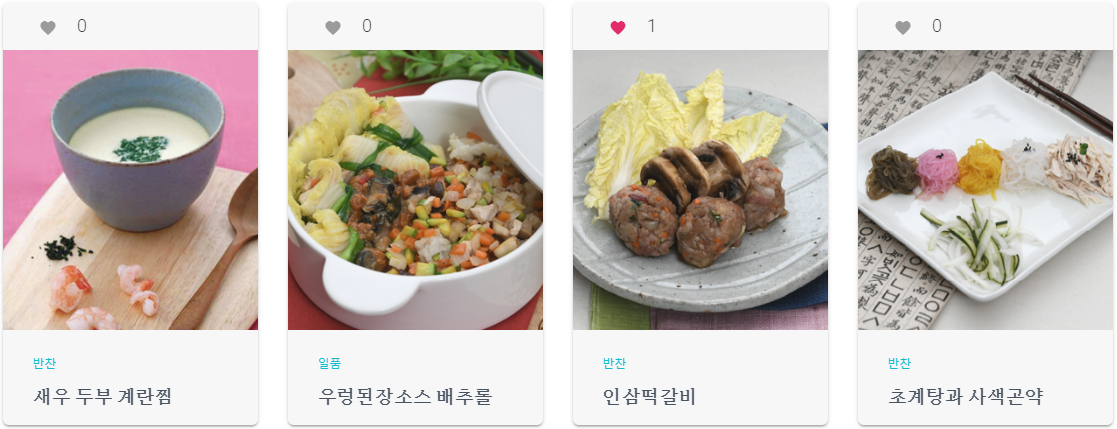 0
0
1
0
반찬
새우 두부 계란찜
일품
우렁된장소스 배추롤
반찬
인삼떡갈비
반찬
초계탕과 사색곤약